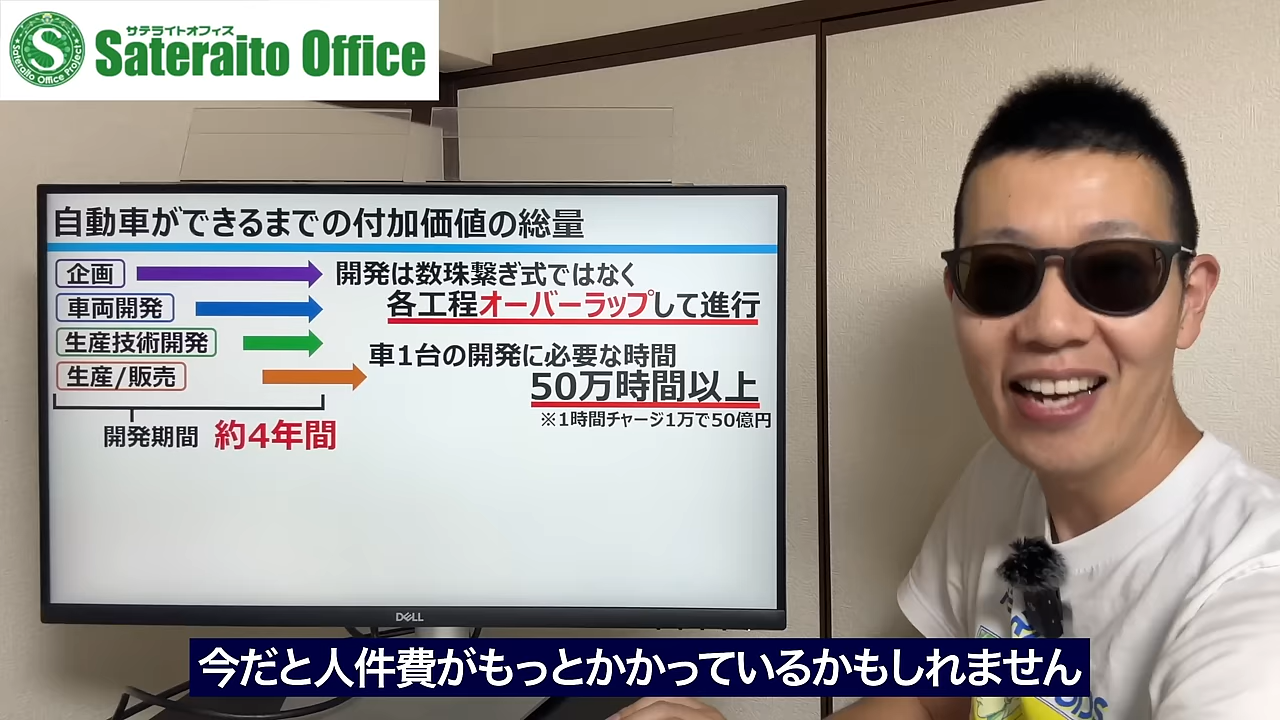 サテライトオフィス
Sateraito Office
S
Sateraito Office Project
自動車ができるまでの付加価値の総量
企画
開発は数珠繋ぎ式ではなく
車両開発
各工程オーバーラップして進行
生産技術開発
車1台の開発に必要な時間
生産/販売
50万時間以上
※1時間チャージ1万で50億円
開発期間 約4年間
DELL
今だと人件費がもっとかかっているかもしれません